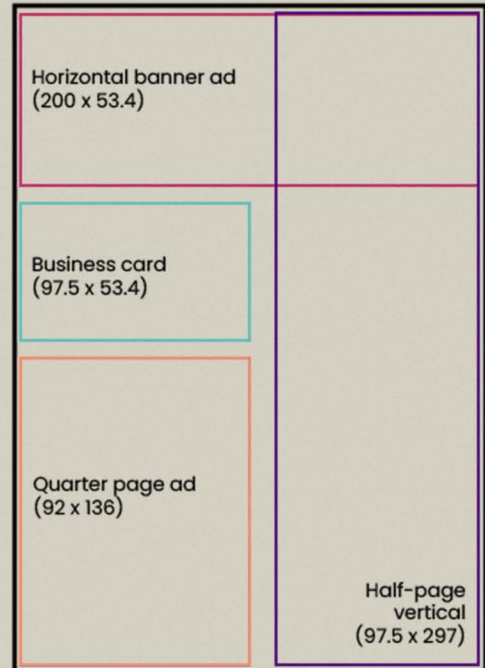 Horizontal banner ad
(200 x 53.4)
Business card
(97.5 x 53.4)
Quarter page ad
(92 x 136)
Half-page
vertical
(97.5 x 297)